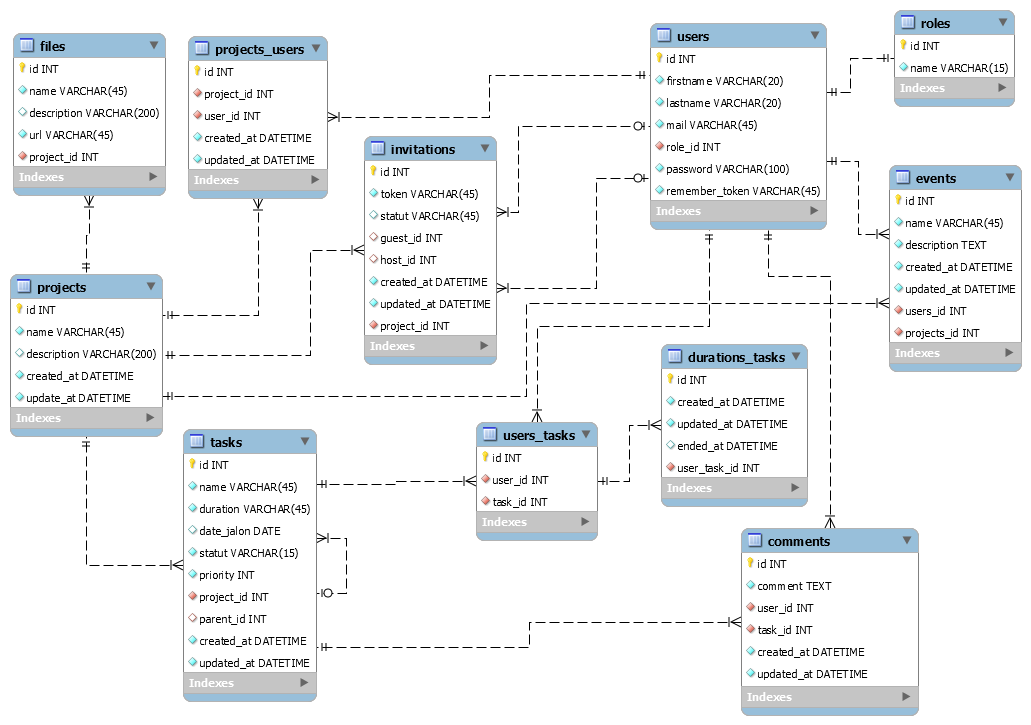 files
id INT
name VARCHAR(45)
description VARCHAR(200)
url VARCHAR(45)
project_id INT
Indexes
projects_users
id INT
project_id INT
user_id INT
created_at DATETIME
updated_at DATETIME
Indexes
invitations
id INT
token VARCHAR(45)
statut VARCHAR(45)
guest_id INT
host_id INT
created_at DATETIME
updated_at DATETIME
project_id INT
Indexes
users
id INT
firstname VARCHAR(20)
lastname VARCHAR(20)
mail VARCHAR(45)
role_id INT
password VARCHAR(100)
remember_token VARCHAR(45)
Indexes
roles
id INT
name VARCHAR(15)
Indexes
events
id INT
name VARCHAR(45)
description TEXT
created_at DATETIME
updated_at DATETIME
users_id INT
projects_id INT
Indexes
projects
id INT
name VARCHAR(45)
description VARCHAR(200)
created_at DATETIME
update_at DATETIME
Indexes
tasks
id INT
name VARCHAR(45)
duration VARCHAR(45)
date_jalon DATE
statut VARCHAR(15)
priority INT
project_id INT
parent_id INT
created_at DATETIME
updated_at DATETIME
Indexes
users_tasks
id INT
user_id INT
task_id INT
Indexes
durations_tasks
id INT
created_at DATETIME
updated_at DATETIME
ended_at DATETIME
user_task_id INT
Indexes
comments
id INT
comment TEXT
user_id INT
task_id INT
created_at DATETIME
updated_at DATETIME
Indexes